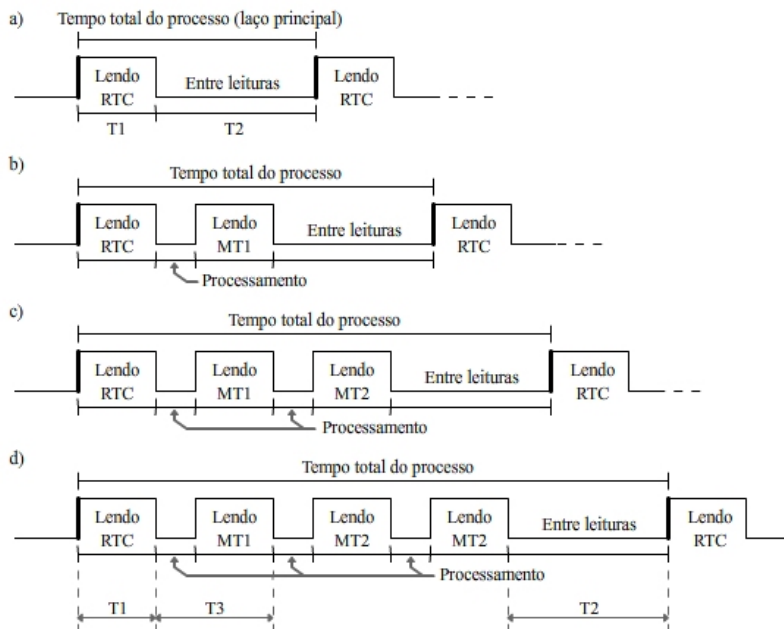 a)
Tempo total do processo (laço principal)
Lendo RTC
Entre leituras
Lendo RTC
T1
T2
b)
Tempo total do processo
Lendo RTC
Lendo MT1
Entre leituras
Lendo RTC
Processamento
c)
Tempo total do processo
Lendo RTC
Lendo MT1
Lendo MT2
Entre leituras
Lendo RTC
Processamento
d)
Tempo total do processo
Lendo RTC
Lendo MT1
Lendo MT2
Lendo MT2
Entre leituras
Lendo RTC
Processamento
T1
T3
T2